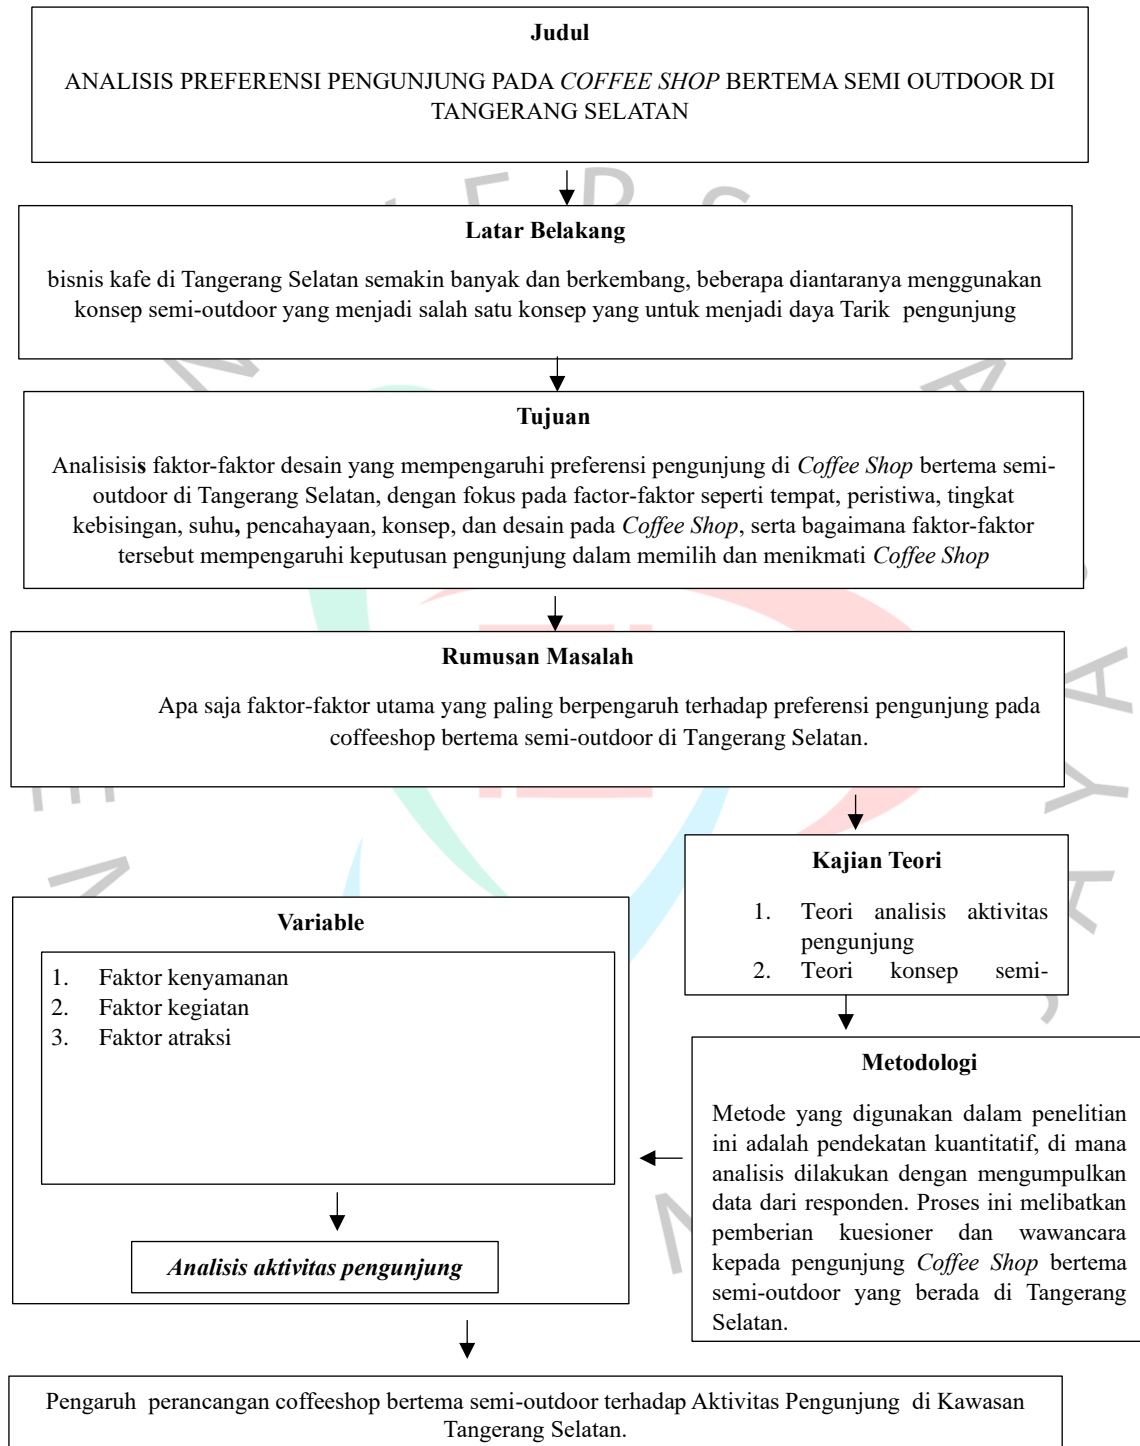 Judul
ANALISIS PREFERENSI PENGUNJUNG PADA COFFEE SHOP BERTEMA SEMI OUTDOOR DI
TANGERANG SELATAN
Latar Belakang
bisnis kafe di Tangerang Selatan semakin banyak dan berkembang, beberapa diantaranya menggunakan
konsep semi-outdoor yang menjadi salah satu konsep yang untuk menjadi daya Tarik pengunjung
Tujuan
Analisisis faktor-faktor desain yang mempengaruhi preferensi pengunjung di Coffee Shop bertema semi-
outdoor di Tangerang Selatan, dengan fokus pada factor-faktor seperti tempat, peristiwa, tingkat
kebisingan, suhu, pencahayaan, konsep, dan desain pada Coffee Shop, serta bagaimana faktor-faktor
tersebut mempengaruhi keputusan pengunjung dalam memilih dan menikmati Coffee Shop
Rumusan Masalah
Apa saja faktor-faktor utama yang paling berpengaruh terhadap preferensi pengunjung pada
coffeeshop bertema semi-outdoor di Tangerang Selatan.
Kajian Teori
1. Teori analisis aktivitas
pengunjung
2. Teori konsep semi-
Metodologi
Metode yang digunakan dalam penelitian
ini adalah pendekatan kuantitatif, di mana
analisis dilakukan dengan mengumpulkan
data dari responden. Proses ini melibatkan
pemberian kuesioner dan wawancara
kepada pengunjung Coffee Shop bertema
semi-outdoor yang berada di Tangerang
Selatan.
Variable
1. Faktor kenyamanan
2. Faktor kegiatan
3. Faktor atraksi
Analisis aktivitas pengunjung
Pengaruh perancangan coffeeshop bertema semi-outdoor terhadap Aktivitas Pengunjung di Kawasan
Tangerang Selatan.